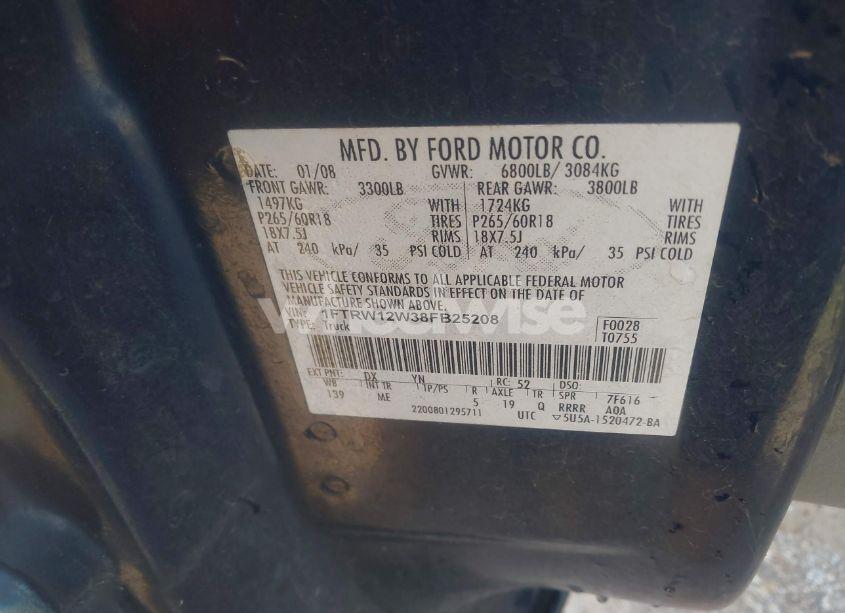 MFD. BY FORD MOTOR CO.
DATE: 01/08 GVWR: 6800LB/ 3084KG
FRONT GAWR: 3300LB REAR GAWR: 3800LB
1497KG WITH 1724KG WITH
P265/60R18 TIRES P265/60R18 TIRES
18X7.5J RIMS 18X7.5J RIMS
AT 240 kPa/ 35 PSI COLD AT 240 kPa/ 35 PSI COLD
THIS VEHICLE CONFORMS TO ALL APPLICABLE FEDERAL MOTOR
VEHICLE SAFETY STANDARDS IN EFFECT ON THE DATE OF
MANUFACTURE SHOWN ABOVE.
VIN: 1FTRW12W38FB25208
TYPE: Truck
F0028
T0755
EXT PNT: DX YN RC: 52 DSO:
WB INT TR TP/PS R AXLE TR SPR 7F616
139 ME 5 19 Q RRRR A0A
2200801295711 UTC 5U5A-1520472-BA